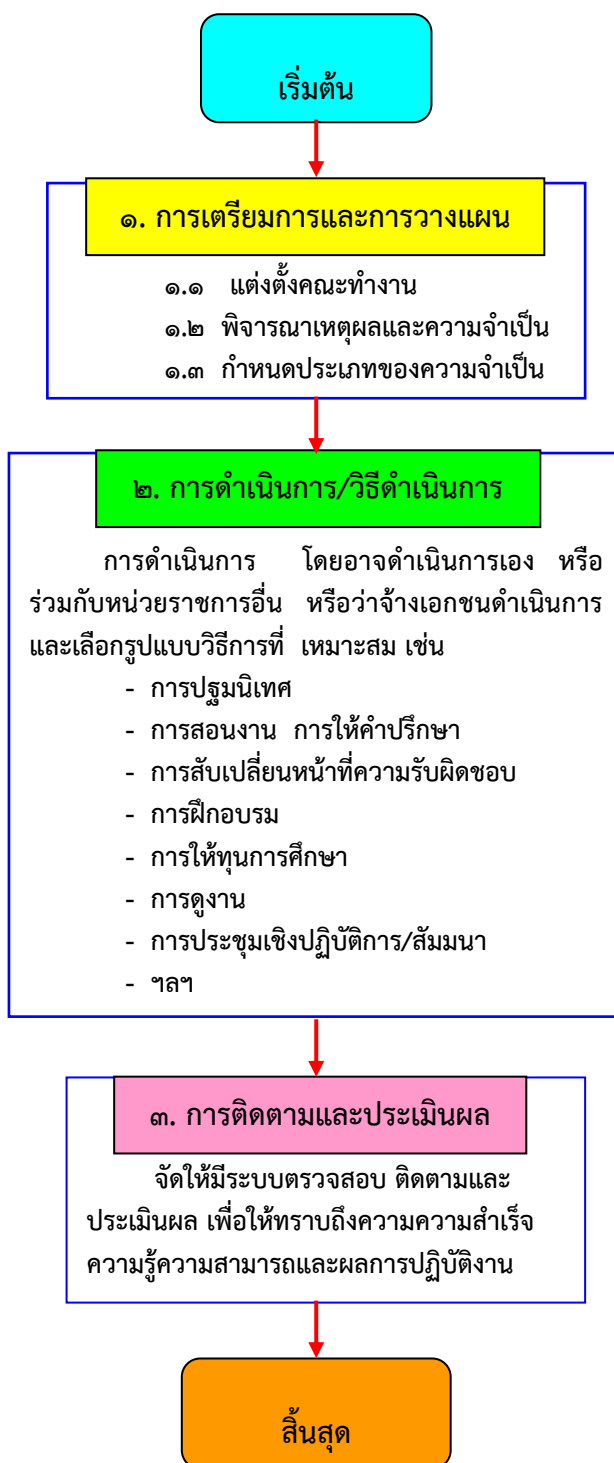 เริ่มต้น
๑. การเตรียมการและการวางแผน
๑.๑ แต่งตั้งคณะทำงาน
๑.๒ พิจารณาเหตุผลและความจำเป็น
๑.๓ กำหนดประเภทของความจำเป็น
๒. การดำเนินการ/วิธีดำเนินการ
การดำเนินการ โดยอาจดำเนินการเอง หรือ
ร่วมกับหน่วยราชการอื่น หรือว่าจ้างเอกชนดำเนินการ
และเลือกรูปแบบวิธีการที่ เหมาะสม เช่น
- การปฐมนิเทศ
- การสอนงาน การให้คำปรึกษา
- การสับเปลี่ยนหน้าที่ความรับผิดชอบ
- การฝึกอบรม
- การให้ทุนการศึกษา
- การดูงาน
- การประชุมเชิงปฏิบัติการ/สัมมนา
- ฯลฯ
๓. การติดตามและประเมินผล
จัดให้มีระบบตรวจสอบ ติดตามและ
ประเมินผล เพื่อให้ทราบถึงความความสำเร็จ
ความรู้ความสามารถและผลการปฏิบัติงาน
สิ้นสุด